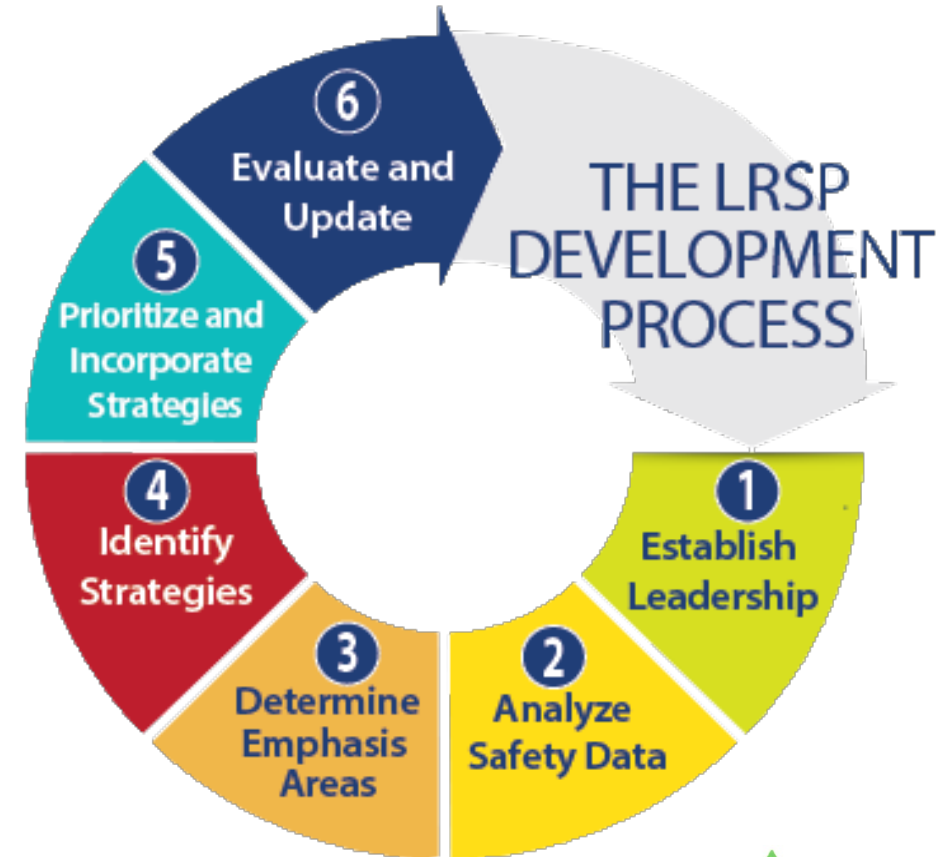 THE LRSP
DEVELOPMENT
PROCESS
1
Establish
Leadership
2
Analyze
Safety Data
3
Determine
Emphasis
Areas
4
Identify
Strategies
5
Prioritize and
Incorporate
Strategies
6
Evaluate and
Update